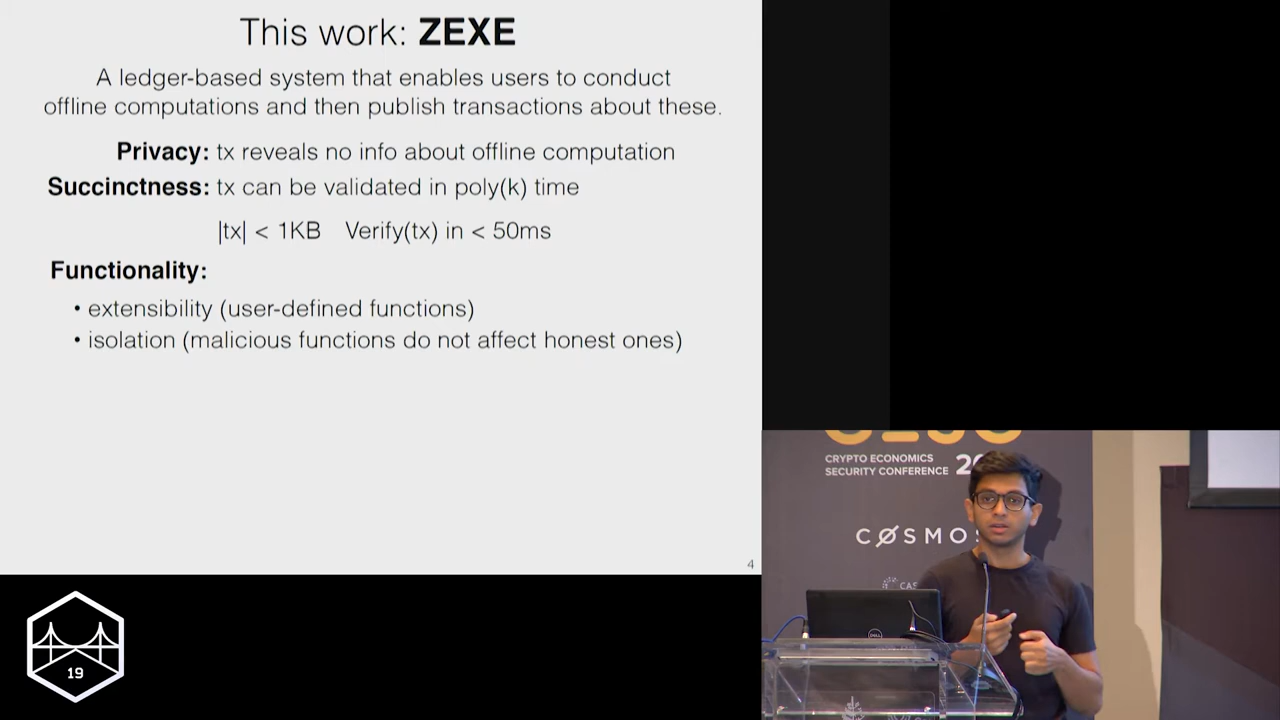 This work: ZEXE
A ledger-based system that enables users to conduct
offline computations and then publish transactions about these.
Privacy: tx reveals no info about offline computation
Succinctness: tx can be validated in poly(k) time
|tx| < 1KB Verify(tx) in < 50ms
Functionality:
• extensibility (user-defined functions)
• isolation (malicious functions do not affect honest ones)
4
CRYPTO ECONOMICS
SECURITY CONFERENCE
CØSMOS
CAS
DELL
19